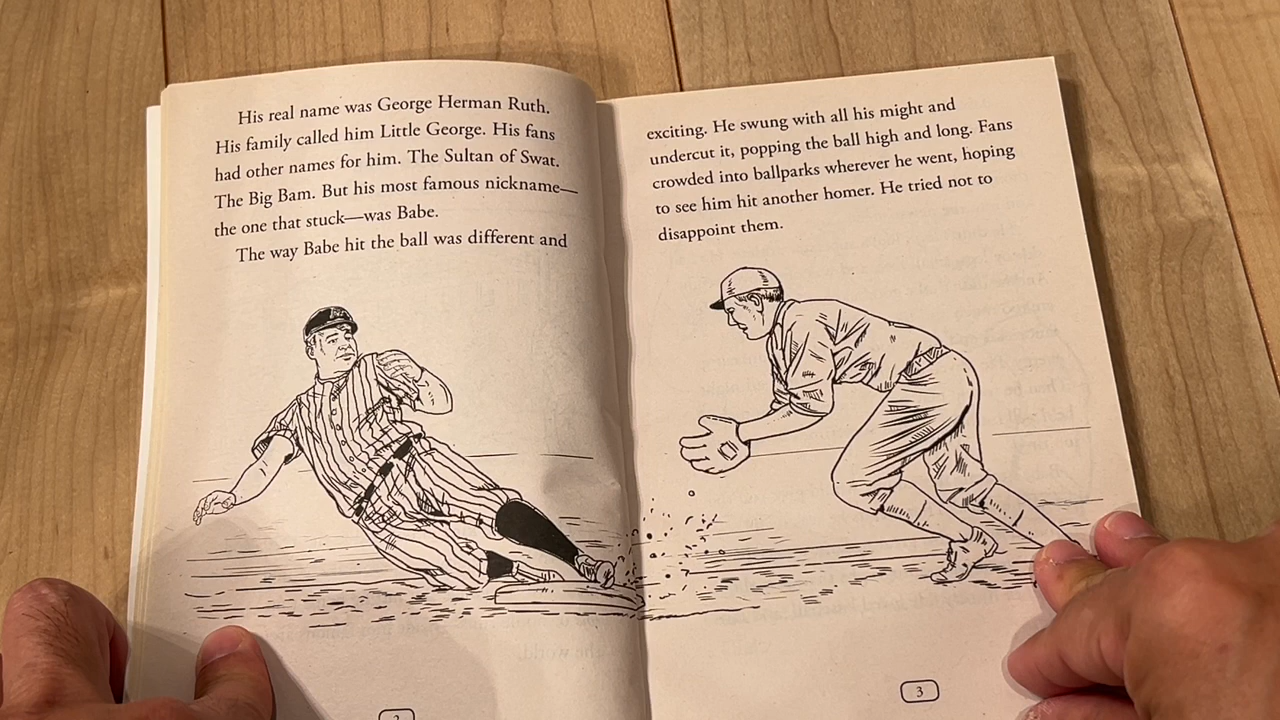 His real name was George Herman Ruth.
His family called him Little George. His fans
had other names for him. The Sultan of Swat.
The Big Bam. But his most famous nickname—
the one that stuck—was Babe.
The way Babe hit the ball was different and
exciting. He swung with all his might and
undercut it, popping the ball high and long. Fans
crowded into ballparks wherever he went, hoping
to see him hit another homer. He tried not to
disappoint them.
3